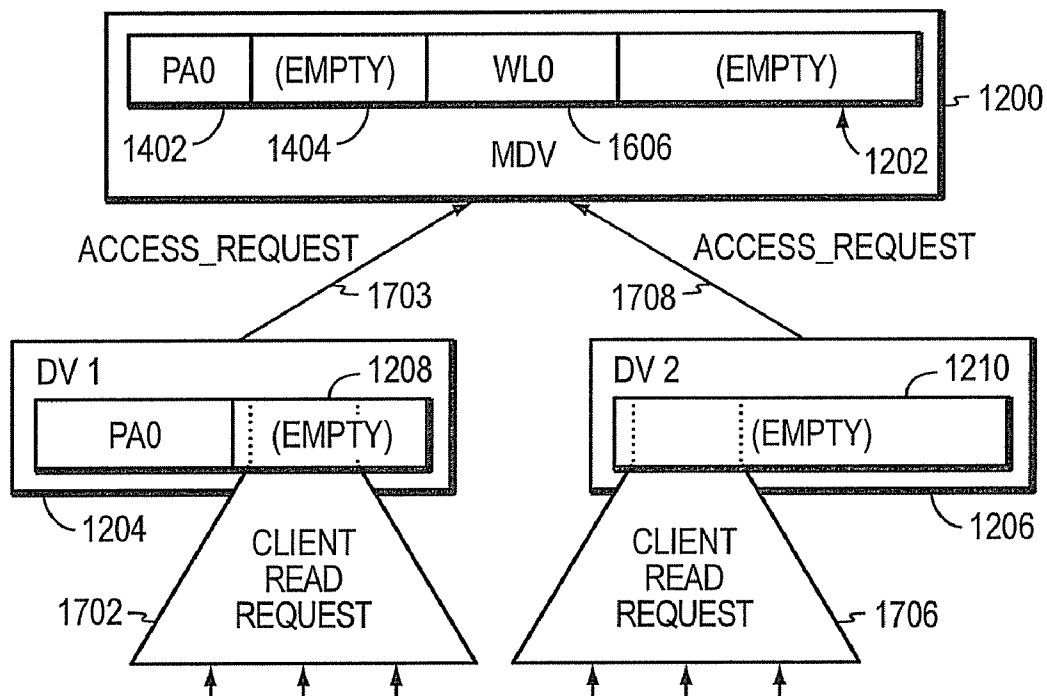 PA0 (EMPTY) WL0 (EMPTY)
1200
1402 1404 MDV 1606 1202
ACCESS_REQUEST ACCESS_REQUEST
1703 1708
DV 1 1208 DV 2 1210
PA0 (EMPTY) (EMPTY)
1204 1206
CLIENT CLIENT
READ READ
1702 REQUEST REQUEST 1706